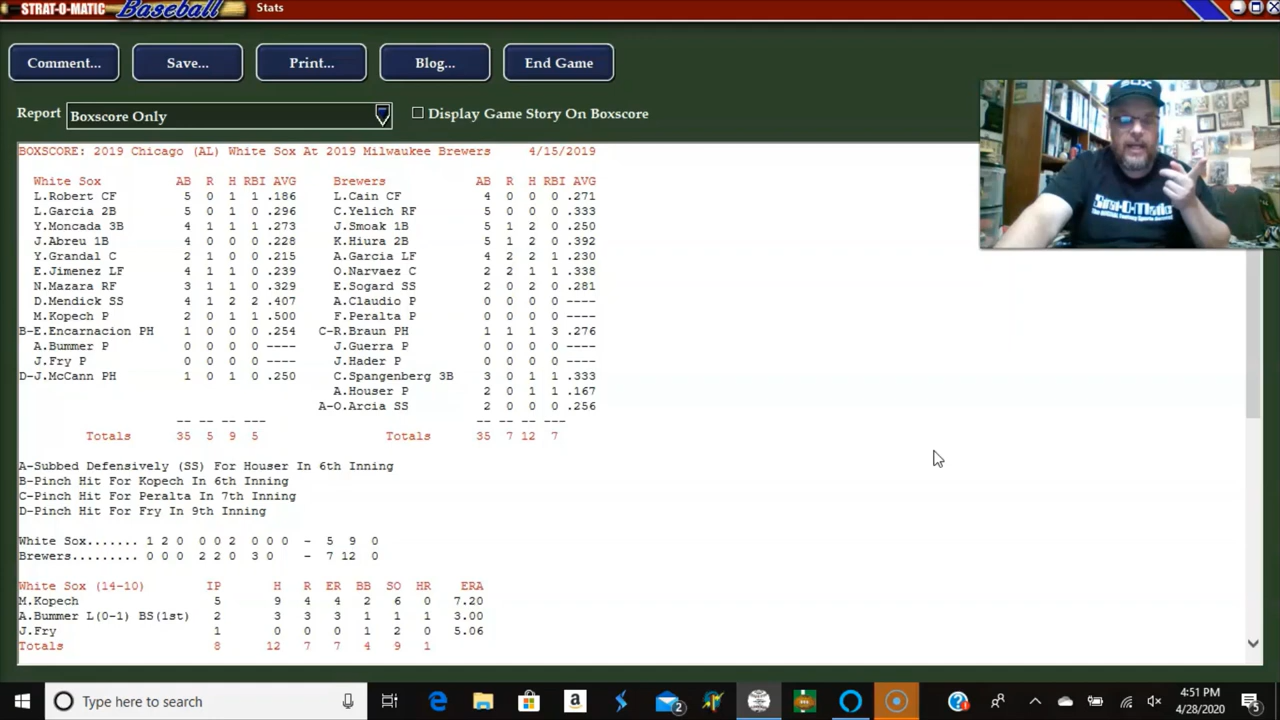 STRAT-O-MATIC Baseball Stats
Comment... Save... Print... Blog... End Game
Report Boxscore Only Display Game Story On Boxscore
BOXSCORE: 2019 Chicago (AL) White Sox At 2019 Milwaukee Brewers 4/15/2019
White Sox AB R H RBI AVG Brewers AB R H RBI AVG
L.Robert CF 5 0 1 1 .186 L.Cain CF 4 0 0 0 .271
L.Garcia 2B 5 0 1 0 .296 C.Yelich RF 5 0 0 0 .333
Y.Moncada 3B 4 1 1 0 .273 J.Smoak 1B 5 1 2 0 .250
J.Abreu 1B 4 0 0 0 .228 K.Hiura 2B 5 1 2 0 .392
Y.Grandal C 2 1 0 0 .215 A.Garcia LF 4 2 2 1 .230
E.Jimenez LF 4 1 1 0 .239 O.Narvaez C 2 2 1 1 .338
N.Mazara RF 3 1 1 0 .329 E.Sogard SS 2 0 2 0 .281
D.Mendick SS 4 1 2 2 .407 A.Claudio P 0 0 0 0 ----
M.Kopech P 2 0 1 1 .500 F.Peralta P 0 0 0 0 ----
B-E.Encarnacion PH 1 0 0 0 .254 C-R.Braun PH 1 1 1 3 .276
A.Bummer P 0 0 0 0 ---- J.Guerra P 0 0 0 0 ----
J.Fry P 0 0 0 0 ---- J.Hader P 0 0 0 0 ----
D-J.McCann PH 1 0 1 0 .250 C.Spangenberg 3B 3 0 1 1 .333
A.Houser P 2 0 1 1 .167
A-O.Arcia SS 2 0 0 0 .256
-- -- -- --- -- -- -- ---
Totals 35 5 9 5 Totals 35 7 12 7
A-Subbed Defensively (SS) For Houser In 6th Inning
B-Pinch Hit For Kopech In 6th Inning
C-Pinch Hit For Peralta In 7th Inning
D-Pinch Hit For Fry In 9th Inning
White Sox....... 1 2 0 0 0 2 0 0 0 - 5 9 0
Brewers......... 0 0 0 2 2 0 3 0 - 7 12 0
White Sox (14-10) IP H R ER BB SO HR ERA
M.Kopech 5 9 4 4 2 6 0 7.20
A.Bummer L(0-1) BS(1st) 2 3 3 3 1 1 1 3.00
J.Fry 1 0 0 0 1 2 0 5.06
Totals 8 12 7 7 4 9 1
SOX
Strat-O-Matic
Type here to search
2
4:51 PM
4/28/2020
5